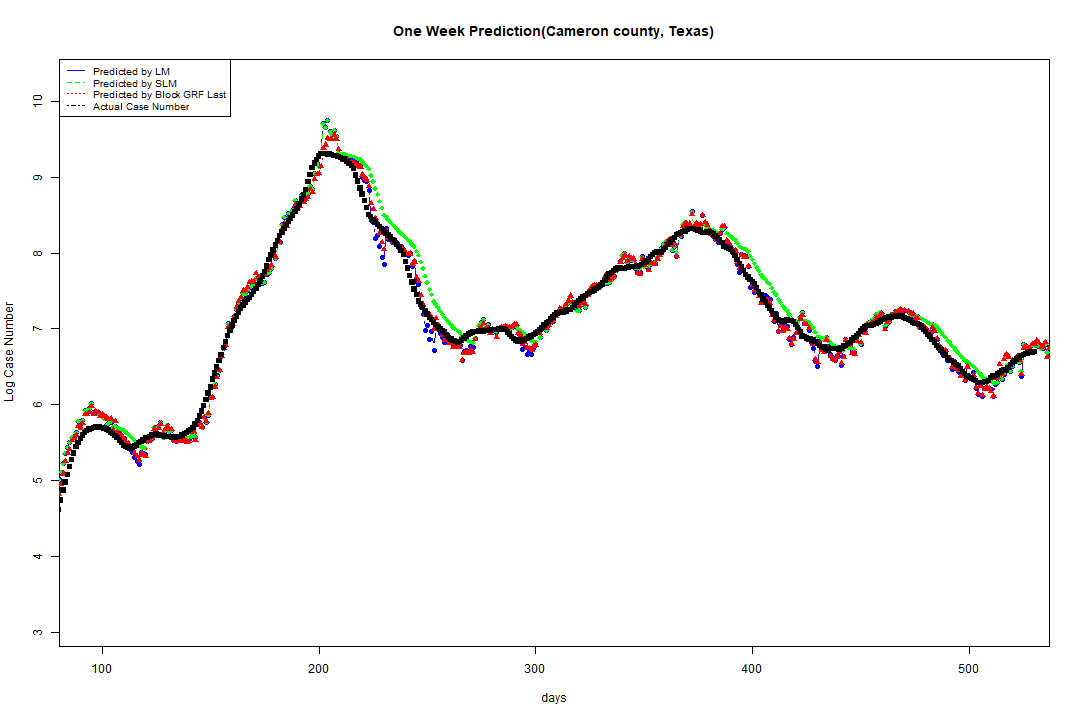 One Week Prediction(Cameron county, Texas)
Predicted by LM
Predicted by SLM
Predicted by Block GRF Last
Actual Case Number
10
9
8
7
6
5
4
3
Log Case Number
100 200 300 400 500
days